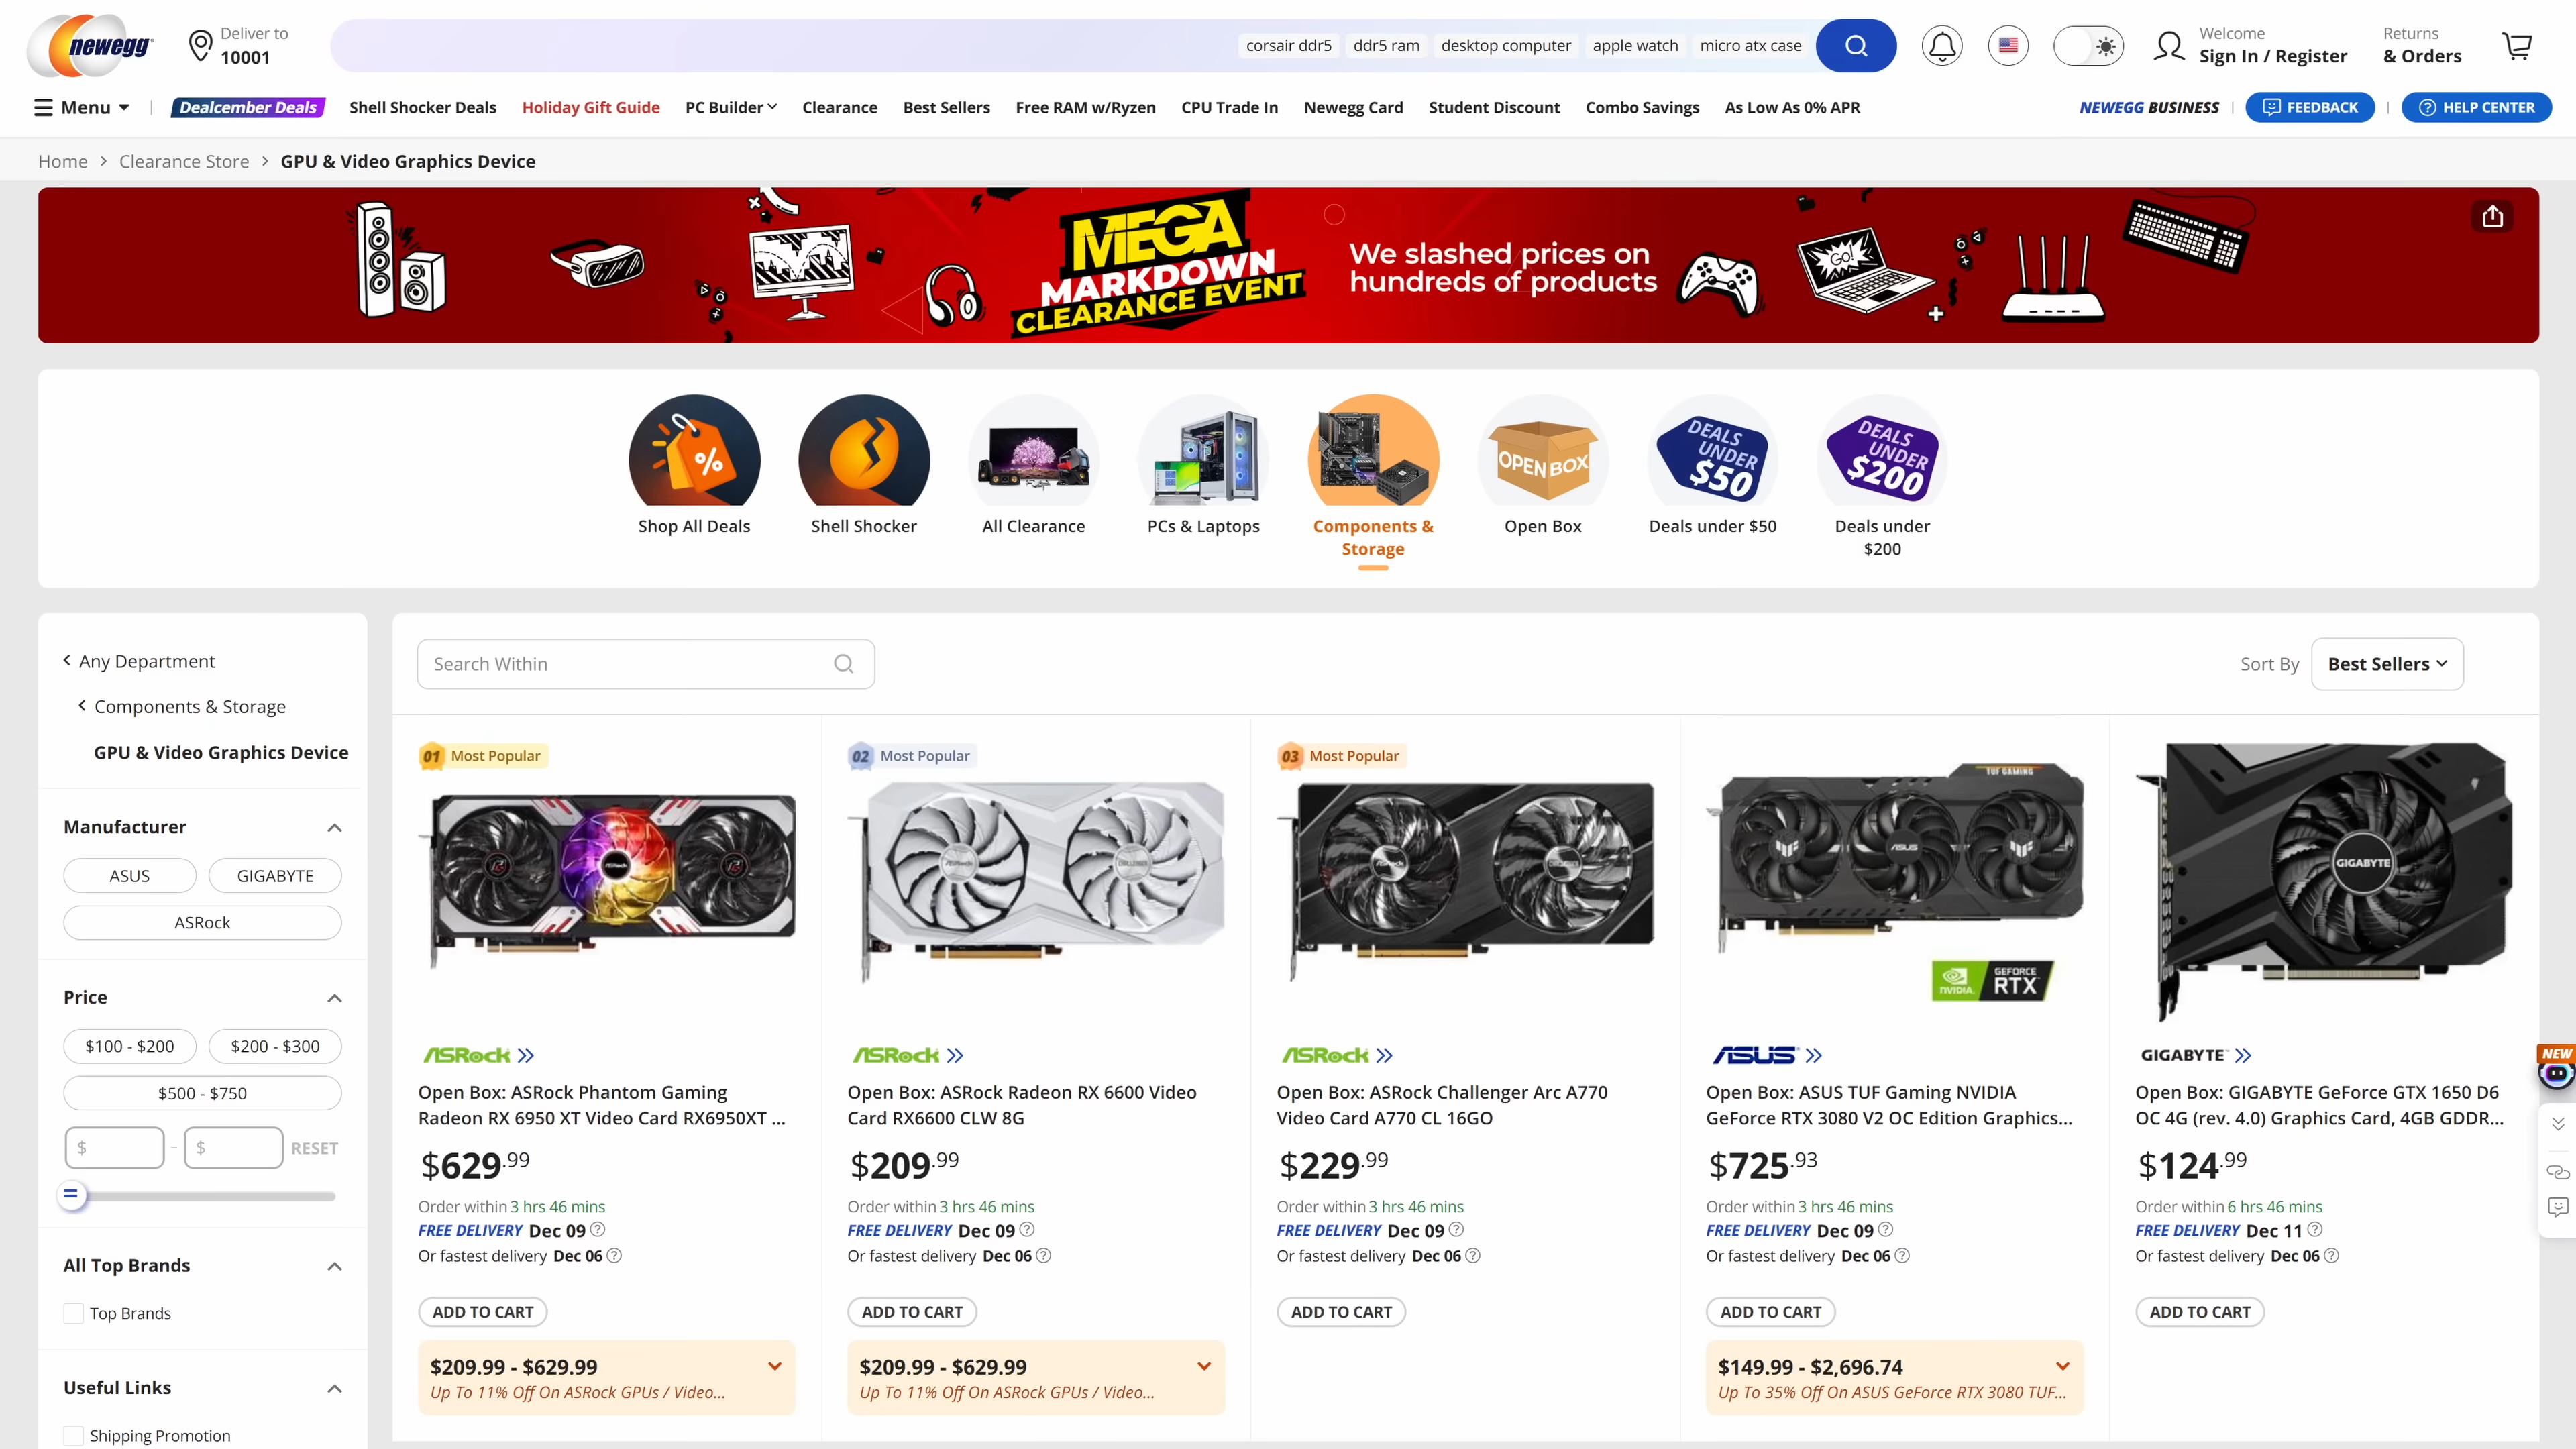 newegg
Deliver to
10001
corsair ddr5
ddr5 ram
desktop computer
apple watch
micro atx case
Welcome
Sign In / Register
Returns
& Orders
Menu
Dealcember Deals
Shell Shocker Deals
Holiday Gift Guide
PC Builder
Clearance
Best Sellers
Free RAM w/Ryzen
CPU Trade In
Newegg Card
Student Discount
Combo Savings
As Low As 0% APR
NEWEGG BUSINESS
FEEDBACK
HELP CENTER
Home > Clearance Store > GPU & Video Graphics Device
MEGA
MARKDOWN
CLEARANCE EVENT
We slashed prices on
hundreds of products
GO!
%
OPEN BOX
DEALS
UNDER
$50
DEALS
UNDER
$200
Shop All Deals
Shell Shocker
All Clearance
PCs & Laptops
Components &
Storage
Open Box
Deals under $50
Deals under
$200
Any Department
Components & Storage
GPU & Video Graphics Device
Manufacturer
ASUS
GIGABYTE
ASRock
Price
$100 - $200
$200 - $300
$500 - $750
$ - $ RESET
All Top Brands
Top Brands
Useful Links
Shipping Promotion
Search Within
Sort By
Best Sellers
01 Most Popular
ASRock
Open Box: ASRock Phantom Gaming
Radeon RX 6950 XT Video Card RX6950XT ...
$629.99
Order within 3 hrs 46 mins
FREE DELIVERY Dec 09
Or fastest delivery Dec 06
ADD TO CART
$209.99 - $629.99
Up To 11% Off On ASRock GPUs / Video...
02 Most Popular
ASRock
Open Box: ASRock Radeon RX 6600 Video
Card RX6600 CLW 8G
$209.99
Order within 3 hrs 46 mins
FREE DELIVERY Dec 09
Or fastest delivery Dec 06
ADD TO CART
$209.99 - $629.99
Up To 11% Off On ASRock GPUs / Video...
03 Most Popular
ASRock
Open Box: ASRock Challenger Arc A770
Video Card A770 CL 16GO
$229.99
Order within 3 hrs 46 mins
FREE DELIVERY Dec 09
Or fastest delivery Dec 06
ADD TO CART
TUF GAMING
ASUS
NVIDIA
GEFORCE
RTX
ASUS
Open Box: ASUS TUF Gaming NVIDIA
GeForce RTX 3080 V2 OC Edition Graphics...
$725.93
Order within 3 hrs 46 mins
FREE DELIVERY Dec 09
Or fastest delivery Dec 06
ADD TO CART
$149.99 - $2,696.74
Up To 35% Off On ASUS GeForce RTX 3080 TUF...
GIGABYTE
GIGABYTE
Open Box: GIGABYTE GeForce GTX 1650 D6
OC 4G (rev. 4.0) Graphics Card, 4GB GDDR...
$124.99
Order within 6 hrs 46 mins
FREE DELIVERY Dec 11
Or fastest delivery Dec 06
ADD TO CART
NEW